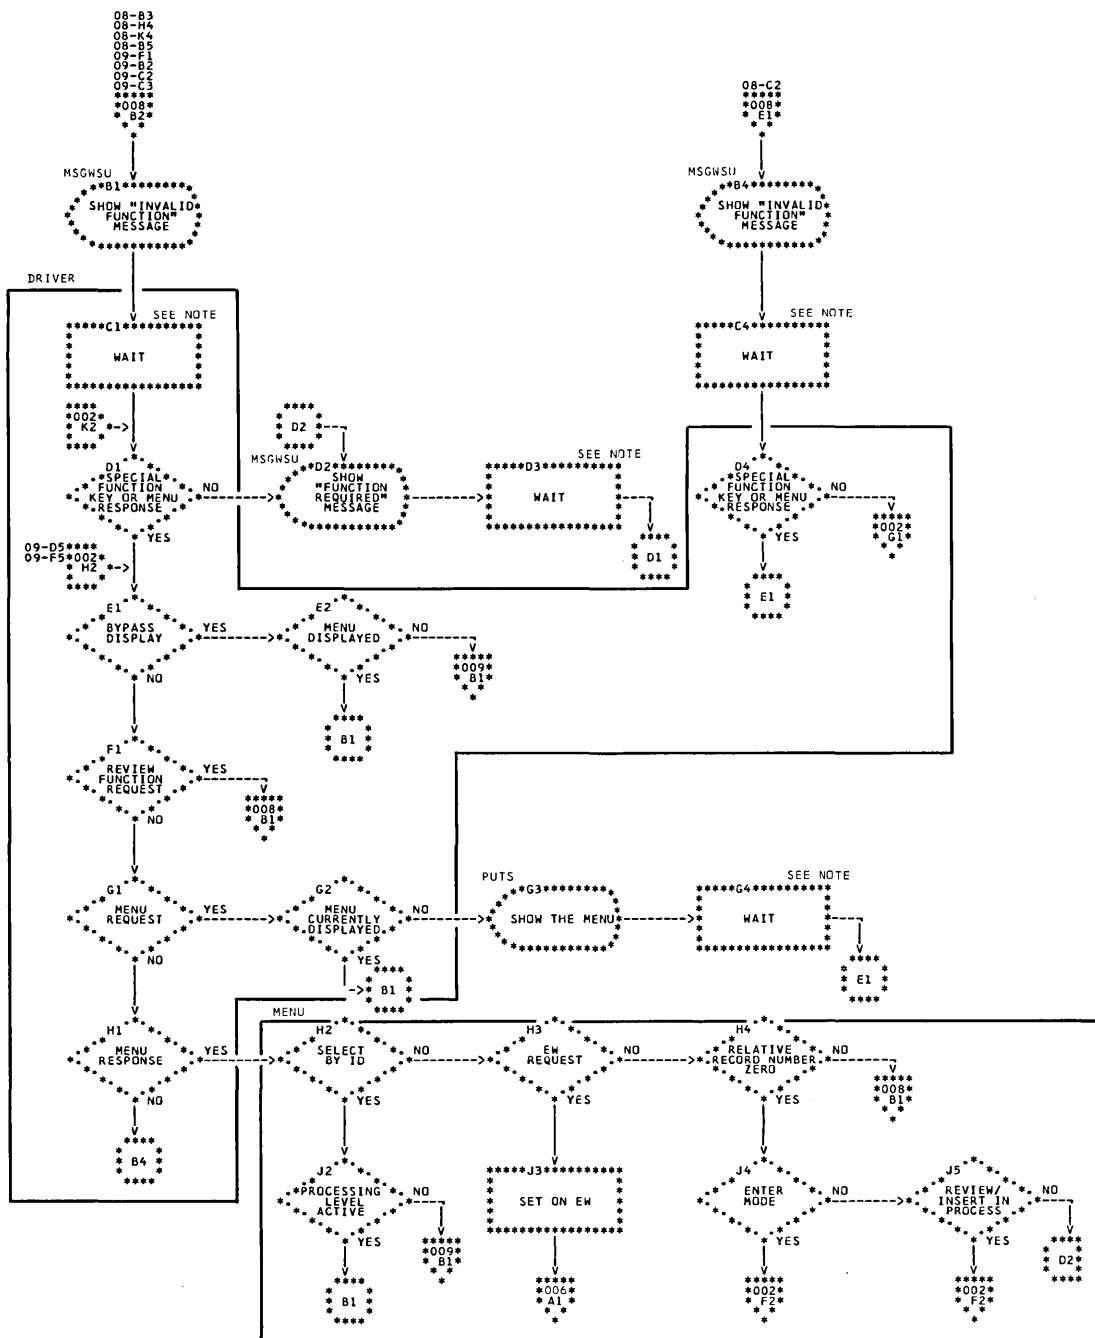 08-B3
08-H4
08-K4
08-B5
09-F1
09-B2
09-C2
09-C3
*008*
B2*
08-C2
*008*
E1*
MSGWSU
B1
SHOW "INVALID
FUNCTION"
MESSAGE
MSGWSU
B4
SHOW "INVALID
FUNCTION"
MESSAGE
DRIVER
C1
SEE NOTE
WAIT
C4
SEE NOTE
WAIT
*002*
K2
D2
D1
SPECIAL
FUNCTION
KEY OR MENU
RESPONSE
NO
YES
MSGWSU
D2
SHOW
"FUNCTION
REQUIRED"
MESSAGE
D3
SEE NOTE
WAIT
D1
D4
SPECIAL
FUNCTION
KEY OR MENU
RESPONSE
NO
YES
*002*
G1*
E1
09-D5
09-F5*002
H2
E1
BYPASS
DISPLAY
YES
NO
E2
MENU
DISPLAYED
NO
YES
*009*
B1*
B1
F1
REVIEW
FUNCTION
REQUEST
YES
NO
*008*
B1*
G1
MENU
REQUEST
YES
NO
G2
MENU
CURRENTLY
DISPLAYED
NO
YES
B1
PUTS
G3
SHOW THE MENU
G4
SEE NOTE
WAIT
E1
MENU
H1
MENU
RESPONSE
YES
NO
B4
H2
SELECT
BY ID
NO
YES
H3
EW
REQUEST
NO
YES
H4
RELATIVE
RECORD NUMBER
ZERO
NO
YES
*008*
B1*
J2
PROCESSING
LEVEL
ACTIVE
NO
YES
*009*
B1*
B1
J3
SET ON EW
*006*
A1*
J4
ENTER
MODE
NO
YES
*002*
F2*
J5
REVIEW/
INSERT IN
PROCESS
NO
YES
D2
*002*
F2*